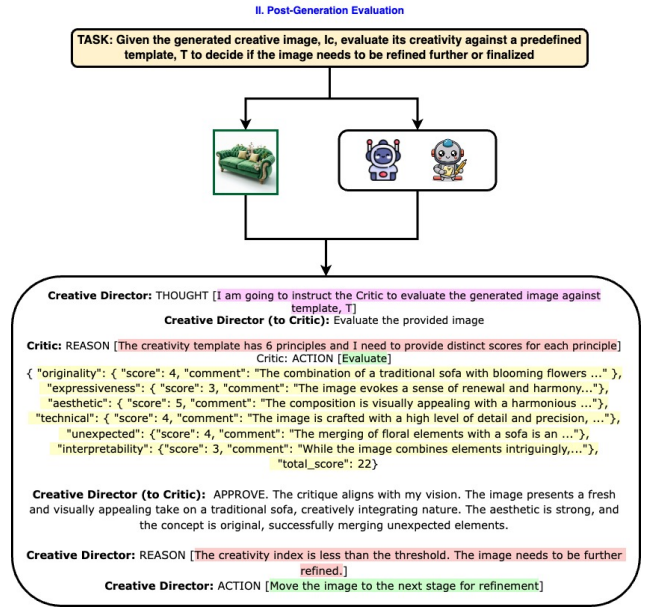 II. Post-Generation Evaluation
TASK: Given the generated creative image, Ic, evaluate its creativity against a predefined
template, T to decide if the image needs to be refined further or finalized
Creative Director: THOUGHT [I am going to instruct the Critic to evaluate the generated image against
template, T]
Creative Director (to Critic): Evaluate the provided image
Critic: REASON [The creativity template has 6 principles and I need to provide distinct scores for each principle]
Critic: ACTION [Evaluate]
{ "originality": { "score": 4, "comment": "The combination of a traditional sofa with blooming flowers ..." },
"expressiveness": { "score": 3, "comment": "The image evokes a sense of renewal and harmony..."},
"aesthetic": { "score": 5, "comment": "The composition is visually appealing with a harmonious ..."},
"technical": { "score": 4, "comment": "The image is crafted with a high level of detail and precision, ..."},
"unexpected": {"score": 4, "comment": "The merging of floral elements with a sofa is an ..."},
"interpretability": {"score": 3, "comment": "While the image combines elements intriguingly,..."},
"total_score": 22}
Creative Director (to Critic): APPROVE. The critique aligns with my vision. The image presents a fresh
and visually appealing take on a traditional sofa, creatively integrating nature. The aesthetic is strong, and
the concept is original, successfully merging unexpected elements.
Creative Director: REASON [The creativity index is less than the threshold. The image needs to be further
refined.]
Creative Director: ACTION [Move the image to the next stage for refinement]